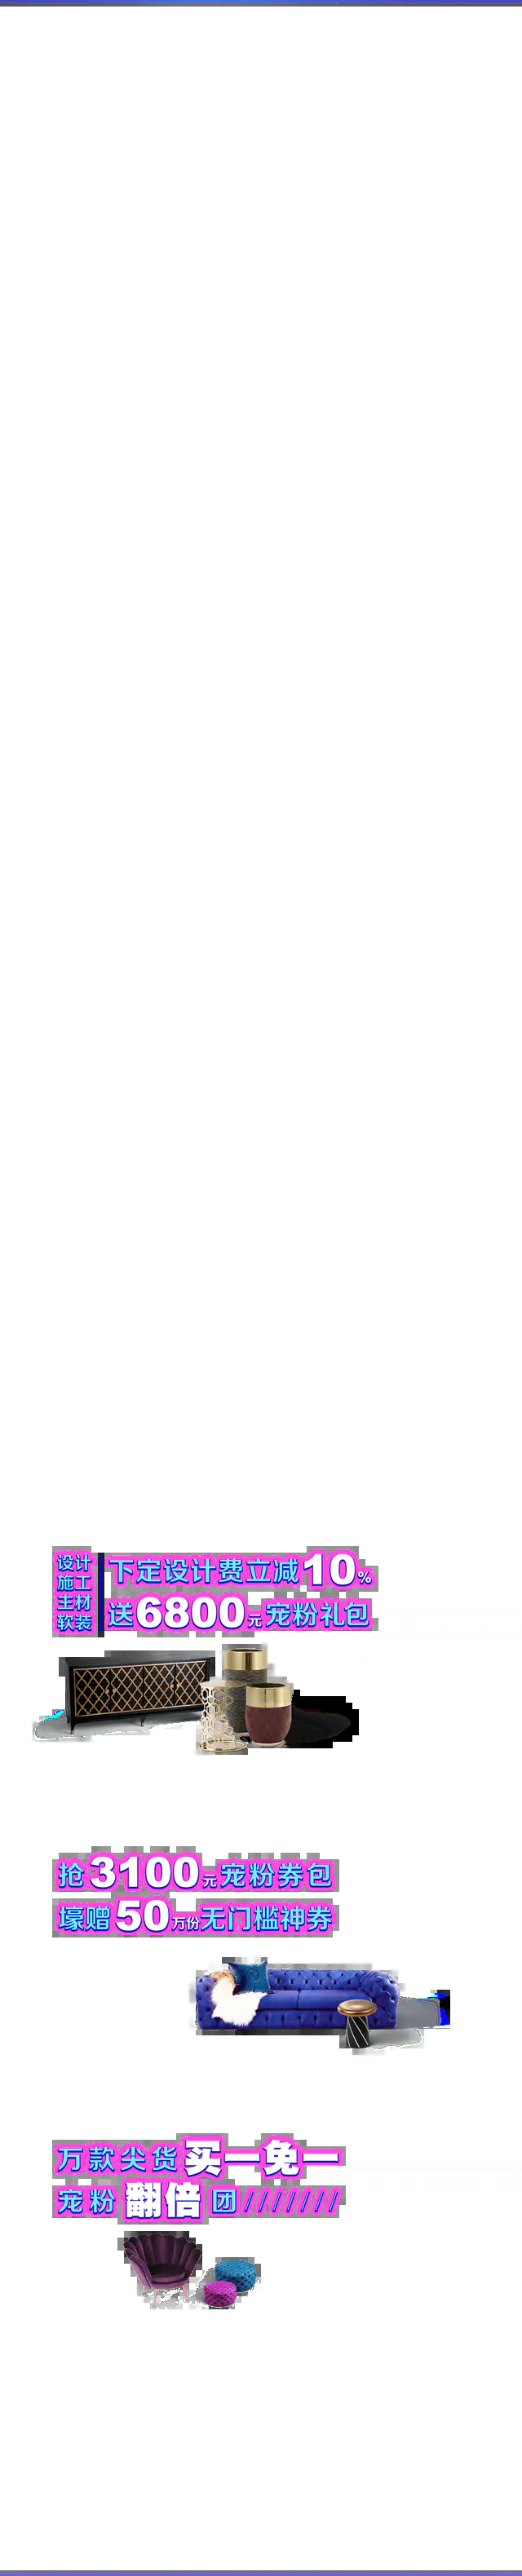 设计
施工
主材
软装
下定设计费立减10%
送6800元宠粉礼包
抢3100元宠粉券包
壕赠50万份无门槛神券
万款尖货买一免一
宠粉翻倍团///////